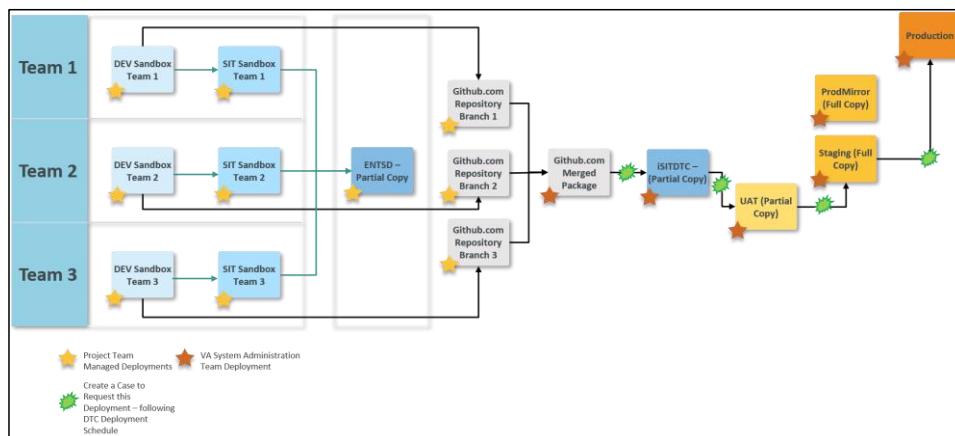 Team 1
DEV Sandbox
Team 1
SIT Sandbox
Team 1
Team 2
DEV Sandbox
Team 2
SIT Sandbox
Team 2
Team 3
DEV Sandbox
Team 3
SIT Sandbox
Team 3
ENTSD –
Partial Copy
Github.com
Repository
Branch 1
Github.com
Repository
Branch 2
Github.com
Repository
Branch 3
Github.com
Merged
Package
iSITDTC –
(Partial Copy)
UAT (Partial
Copy)
Staging (Full
Copy)
ProdMirror
(Full Copy)
Production
Project Team
Managed Deployments
VA System Administration
Team Deployment
Create a Case to
Request this
Deployment – following
DTC Deployment
Schedule